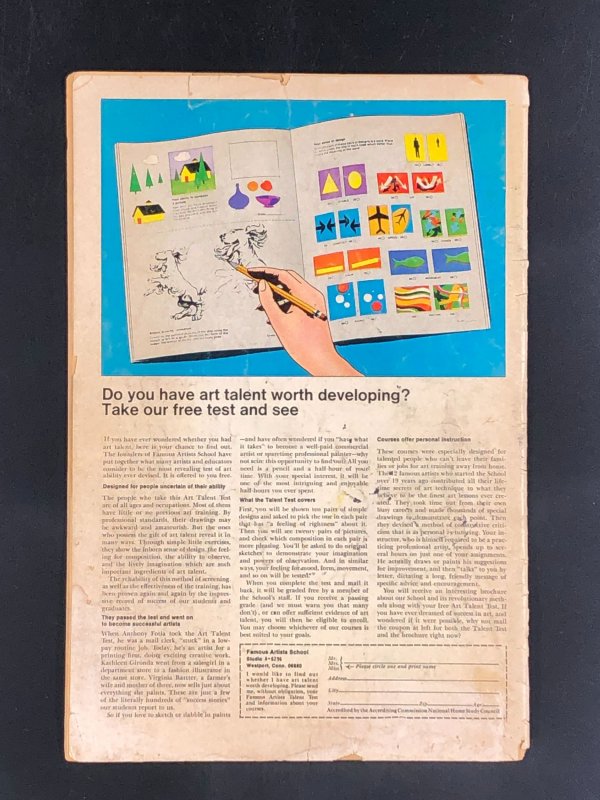 Do you have art talent worth developing?
Take our free test and see
If you have ever wondered whether you had
art talent, here is your chance to find out.
The founders of Famous Artists School have
put together what many artists and educators
consider to be the most revealing test of art
ability ever devised. It is offered to you free.
Designed for people uncertain of their ability
The people who take this Art Talent Test
are of all ages and occupations. Most of them
have little or no previous art training. By
professional standards, their drawings may
be awkward and amateurish. But the ones
who possess the gift of art talent reveal it in
many ways. Through simple little exercises,
they show the inborn sense of design, the feel-
ing for composition, the ability to observe,
and the lively imagination which are such
important ingredients of art talent.
The reliability of this method of screening,
as well as the effectiveness of the training, has
been proven again and again by the impres-
sive record of success of our students and
graduates.
They passed the test and went on
to become successful artists
When Anthony Fotia took the Art Talent
Test, he was a mail clerk, "stuck" in a low-
pay routine job. Today, he's an artist for a
printing firm, doing exciting creative work.
Kathleen Gironda went from a salesgirl in a
department store to a fashion illustrator in
the same store. Virginia Bartter, a farmer's
wife and mother of three, now sells just about
everything she paints. These are just a few
of the literally hundreds of "success stories"
our students report to us.
So if you love to sketch or dabble in paints
—and have often wondered if you "have what
it takes" to become a well-paid commercial
artist or sparetime professional painter—why
not seize this opportunity to find out? All you
need is a pencil and a half-hour of your
time. With your special interest, it will be
one of the most intriguing and enjoyable
half-hours you ever spent.
What the Talent Test covers
First, you will be shown ten pairs of simple
designs and asked to pick the one in each pair
that has "a feeling of rightness" about it.
Then you will see twenty pairs of pictures
and check which composition in each pair is
more pleasing. You'll be asked to do original
sketches to demonstrate your imagination
and powers of observation. And in similar
ways, your feeling for mood, form, movement,
and so on will be tested.
When you complete the test and mail it
back, it will be graded free by a member of
the School's staff. If you receive a passing
grade (and we must warn you that many
don't), or can offer sufficient evidence of art
talent, you will then be eligible to enroll.
You may choose whichever of our courses is
best suited to your goals.
Courses offer personal instruction
These courses were especially designed for
talented people who can't leave their fami-
lies or jobs for art training away from home.
The 12 famous artists who started the School
over 19 years ago contributed all their life-
time secrets of art technique to what they
believe to be the finest art lessons ever cre-
ated. They took time out from their own
busy careers and made thousands of special
drawings to demonstrate each point. Then
they devised a method of constructive criti-
cism that is as personal as tutoring. Your in-
structor, who is himself required to be a prac-
ticing professional artist, spends up to sev-
eral hours on just one of your assignments.
He actually draws or paints his suggestions
for improvement, and then "talks" to you by
letter, dictating a long, friendly message of
specific advice and encouragement.
You will receive an interesting brochure
about our School and its revolutionary meth-
ods along with your free Art Talent Test. If
you have ever dreamed of success in art, and
wondered if it were possible, why not mail
the coupon at left for both the Talent Test
and the brochure right now?
Famous Artists School
Studio
Westport, Conn. 06880
I would like to find out
whether I have art talent
worth developing. Please send
me, without obligation, your
Famous Artists Talent Test
and information about your
courses.
Mr.
Mrs.
Miss
Please circle one and print name
Address
City
State Zip Age
Accredited by the Accrediting Commission National Home Study Council